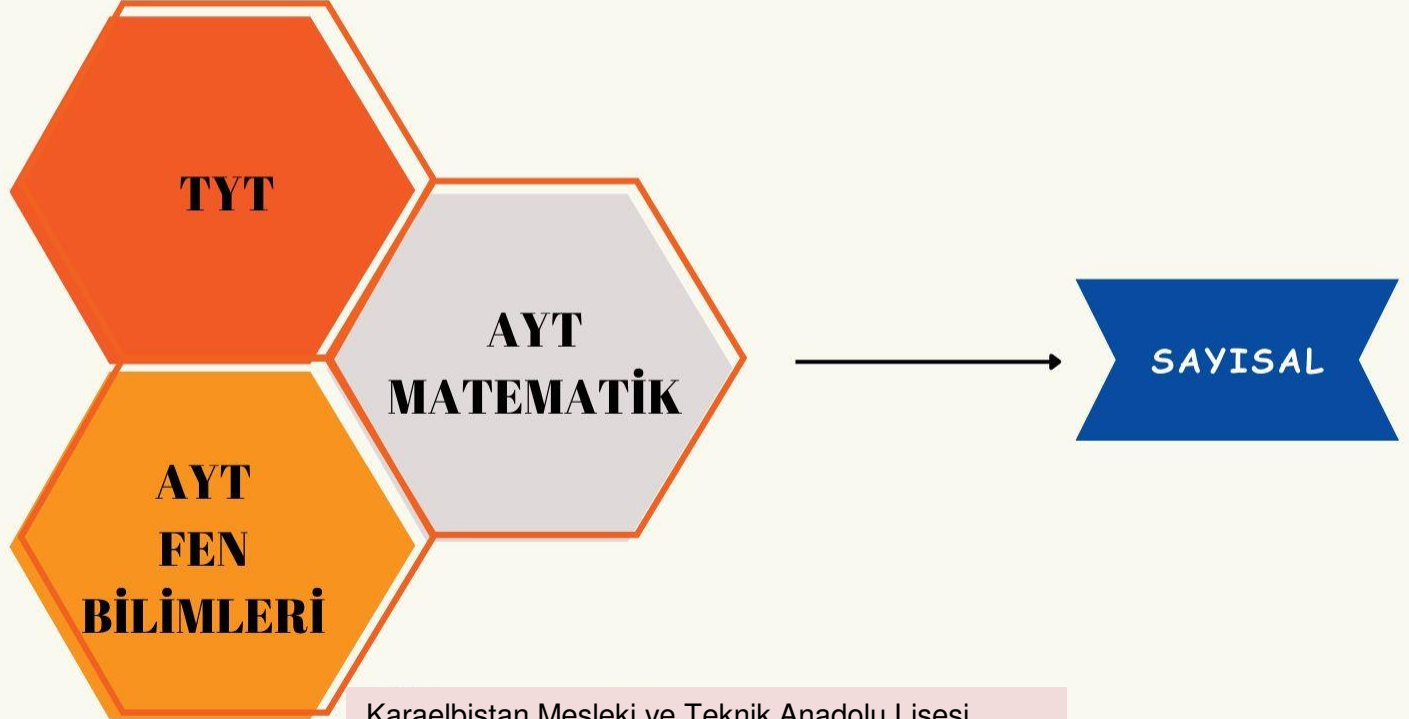 TYT
AYT
MATEMATİK
SAYISAL
AYT
FEN
BİLİMLERİ
Karaelbistan Mesleki ve Teknik Anadolu Lisesi